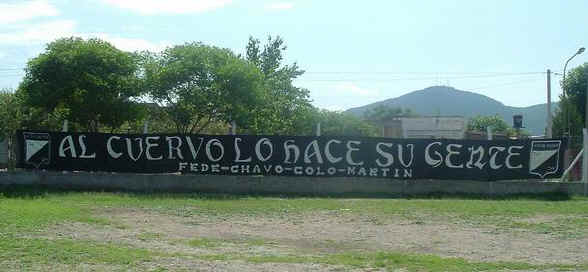 AL CUERVO LO HACE SU GENTE
FEDE-CHAVO-COLO-MARTIN